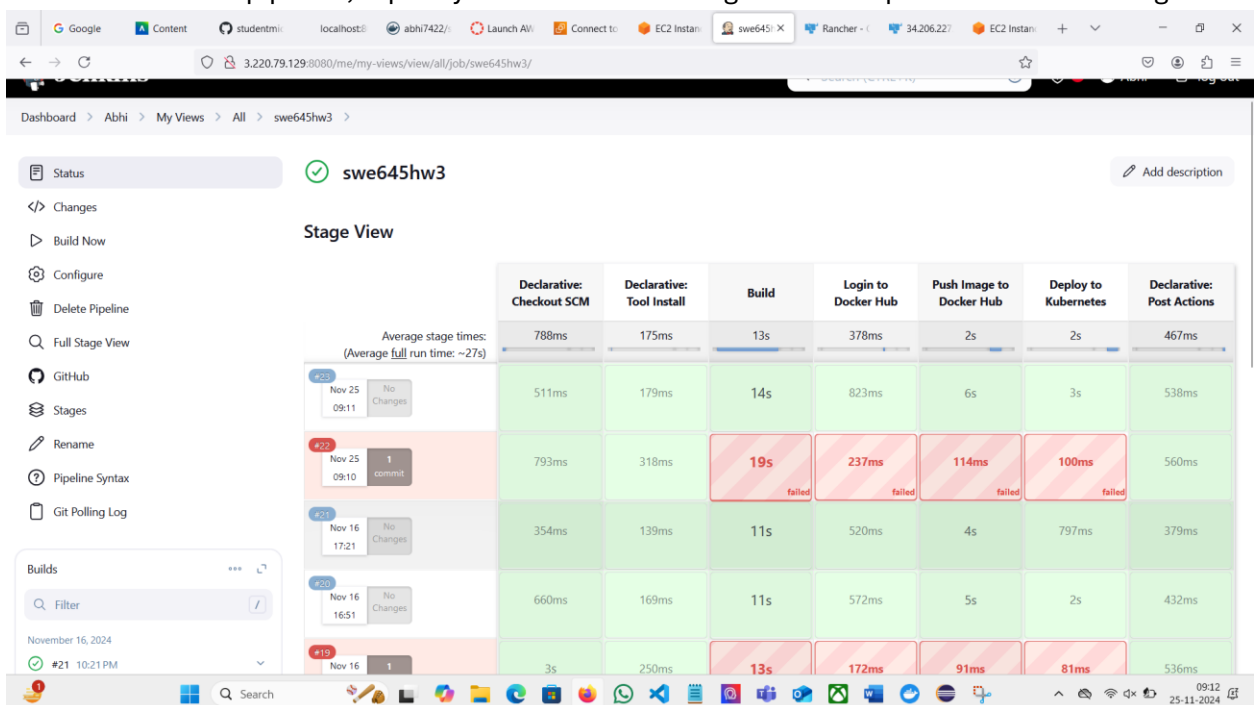 Google
Content
studentmic
localhost:8
abhi7422/s
Launch AW
Connect to
EC2 Instan
swe645h
Rancher - (
34.206.227
EC2 Instan
3.220.79.129:8080/me/my-views/view/all/job/swe645hw3/
Dashboard > Abhi > My Views > All > swe645hw3 >
Status
Changes
Build Now
Configure
Delete Pipeline
Full Stage View
GitHub
Stages
Rename
Pipeline Syntax
Git Polling Log
Builds
Filter /
November 16, 2024
#21 10:21 PM
swe645hw3
Add description
Stage View
Declarative: Checkout SCM
Declarative: Tool Install
Build
Login to Docker Hub
Push Image to Docker Hub
Deploy to Kubernetes
Declarative: Post Actions
Average stage times: 788ms 175ms 13s 378ms 2s 2s 467ms
(Average full run time: ~27s)
#23
Nov 25 09:11 No Changes 511ms 179ms 14s 823ms 6s 3s 538ms
#22
Nov 25 09:10 1 commit 793ms 318ms 19s failed 237ms failed 114ms failed 100ms failed 560ms
#21
Nov 16 17:21 No Changes 354ms 139ms 11s 520ms 4s 797ms 379ms
#20
Nov 16 16:51 No Changes 660ms 169ms 11s 572ms 5s 2s 432ms
#19
Nov 16 1 3s 250ms 13s 172ms 91ms 81ms 536ms
Search
09:12
25-11-2024